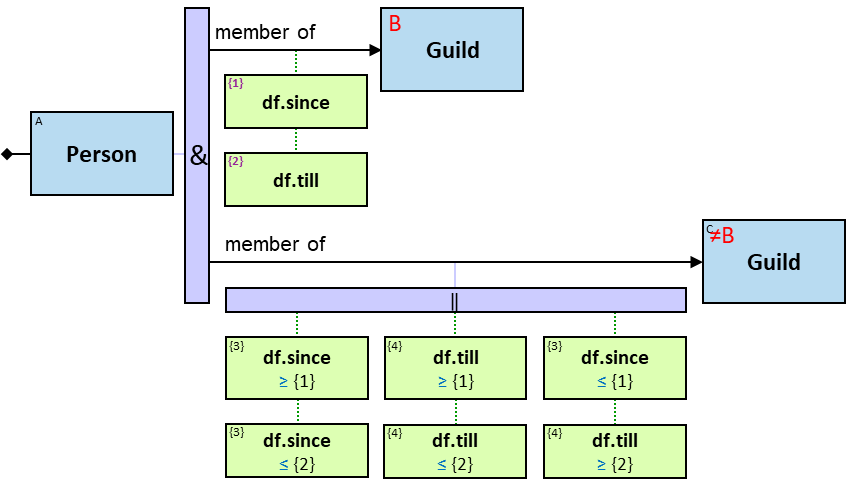 member of
B
Guild
{1}
df.since
A
Person
&
{2}
df.till
member of
C
≠B
Guild
||
{3}
df.since
≥ {1}
{4}
df.till
≥ {1}
{3}
df.since
≤ {1}
{3}
df.since
≤ {2}
{4}
df.till
≤ {2}
{4}
df.till
≥ {2}